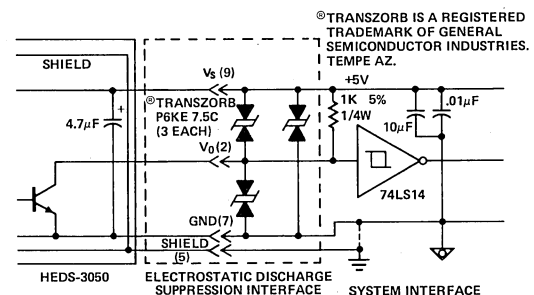 ® TRANSZORB IS A REGISTERED
TRADEMARK OF GENERAL
SEMICONDUCTOR INDUSTRIES.
TEMPE AZ.
SHIELD
VS (9)
+5V
® TRANSZORB
P6KE 7.5C
(3 EACH)
1K 5%
1/4W
.01μF
10μF
4.7μF
+
VO(2)
74LS14
GND(7)
SHIELD
(5)
HEDS-3050
ELECTROSTATIC DISCHARGE
SUPPRESSION INTERFACE
SYSTEM INTERFACE